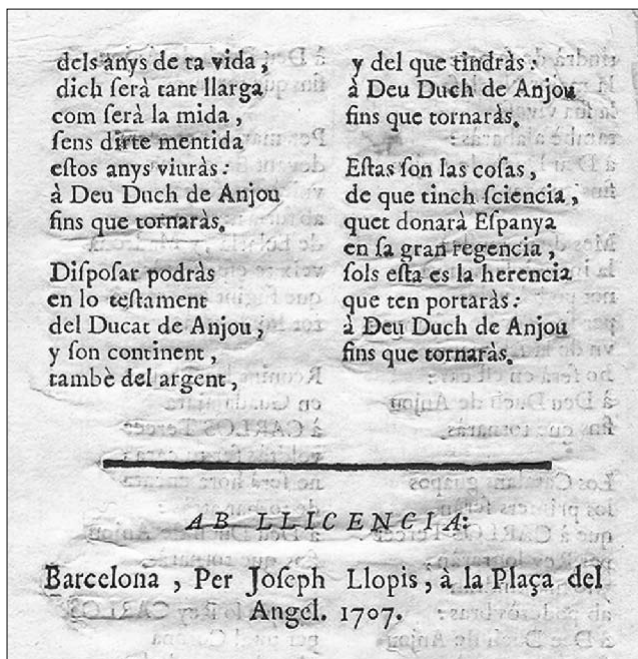 dels anys de ta vida,
dich ſerà tant llarga
com ſerà la mida,
ſens dirte mentida
eſtos anys viuràs:
à Deu Duch de Anjou
fins que tornaràs.
Diſpoſar podràs
en lo teſtament
del Ducat de Anjou,
y ſon continent,
tambè del argent,
y del que tindràs:
à Deu Duch de Anjou
fins que tornaràs.
Eſtas ſon las coſas,
de que tinch ſciencia,
quet donarà Eſpanya
en ſa gran regencia,
ſols eſta es la herencia
que ten portaràs:
à Deu Duch de Anjou
fins que tornaràs.
AB LLICENCIA:
Barcelona, Per Joſeph Llopis, à la Plaça del
Angel. 1707.